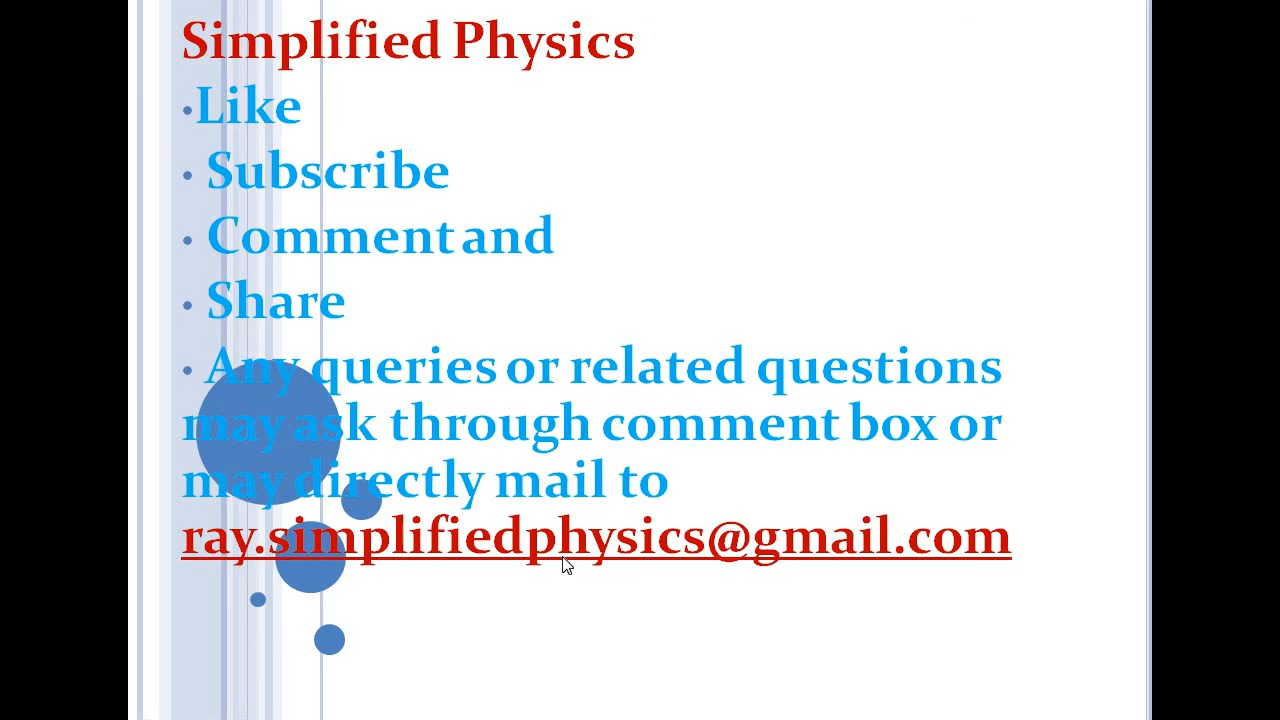 Simplified Physics
•Like
• Subscribe
• Comment and
• Share
• Any queries or related questions
may ask through comment box or
may directly mail to
ray.simplifiedphysics@gmail.com